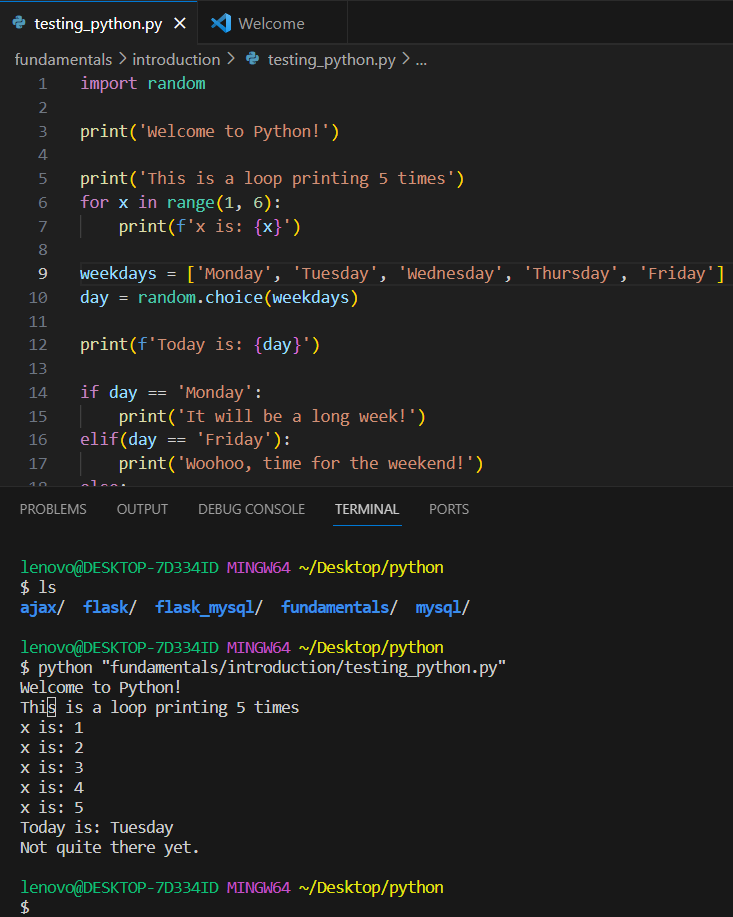 testing_python.py × Welcome
fundamentals > introduction > testing_python.py > ...
1 import random
2
3 print('Welcome to Python!')
4
5 print('This is a loop printing 5 times')
6 for x in range(1, 6):
7     print(f'x is: {x}')
8
9 weekdays = ['Monday', 'Tuesday', 'Wednesday', 'Thursday', 'Friday']
10 day = random.choice(weekdays)
11
12 print(f'Today is: {day}')
13
14 if day == 'Monday':
15     print('It will be a long week!')
16 elif(day == 'Friday'):
17     print('Woohoo, time for the weekend!')
18 else:
PROBLEMS OUTPUT DEBUG CONSOLE TERMINAL PORTS
lenovo@DESKTOP-7D334ID MINGW64 ~/Desktop/python
$ ls
ajax/ flask/ flask_mysql/ fundamentals/ mysql/
lenovo@DESKTOP-7D334ID MINGW64 ~/Desktop/python
$ python "fundamentals/introduction/testing_python.py"
Welcome to Python!
This is a loop printing 5 times
x is: 1
x is: 2
x is: 3
x is: 4
x is: 5
Today is: Tuesday
Not quite there yet.
lenovo@DESKTOP-7D334ID MINGW64 ~/Desktop/python
$